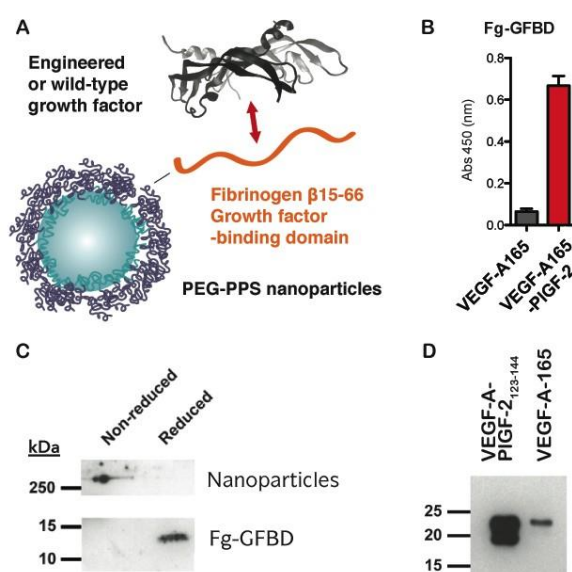 A
Engineered
or wild-type
growth factor
Fibrinogen β15-66
Growth factor
-binding domain
PEG-PPS nanoparticles
B
Fg-GFBD
Abs 450 (nm)
0.8
0.6
0.4
0.2
0.0
VEGF-A165
VEGF-A165
-PlGF-2
C
Non-reduced
Reduced
kDa
250
Nanoparticles
15
10
Fg-GFBD
D
VEGF-A-
PlGF-2123-144
VEGF-A-165
25
20
15